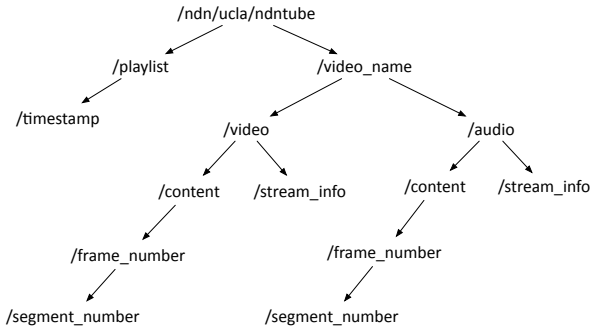 /ndn/ucla/ndntube
/playlist
/video_name
/timestamp
/video
/audio
/content
/stream_info
/content
/stream_info
/frame_number
/frame_number
/segment_number
/segment_number